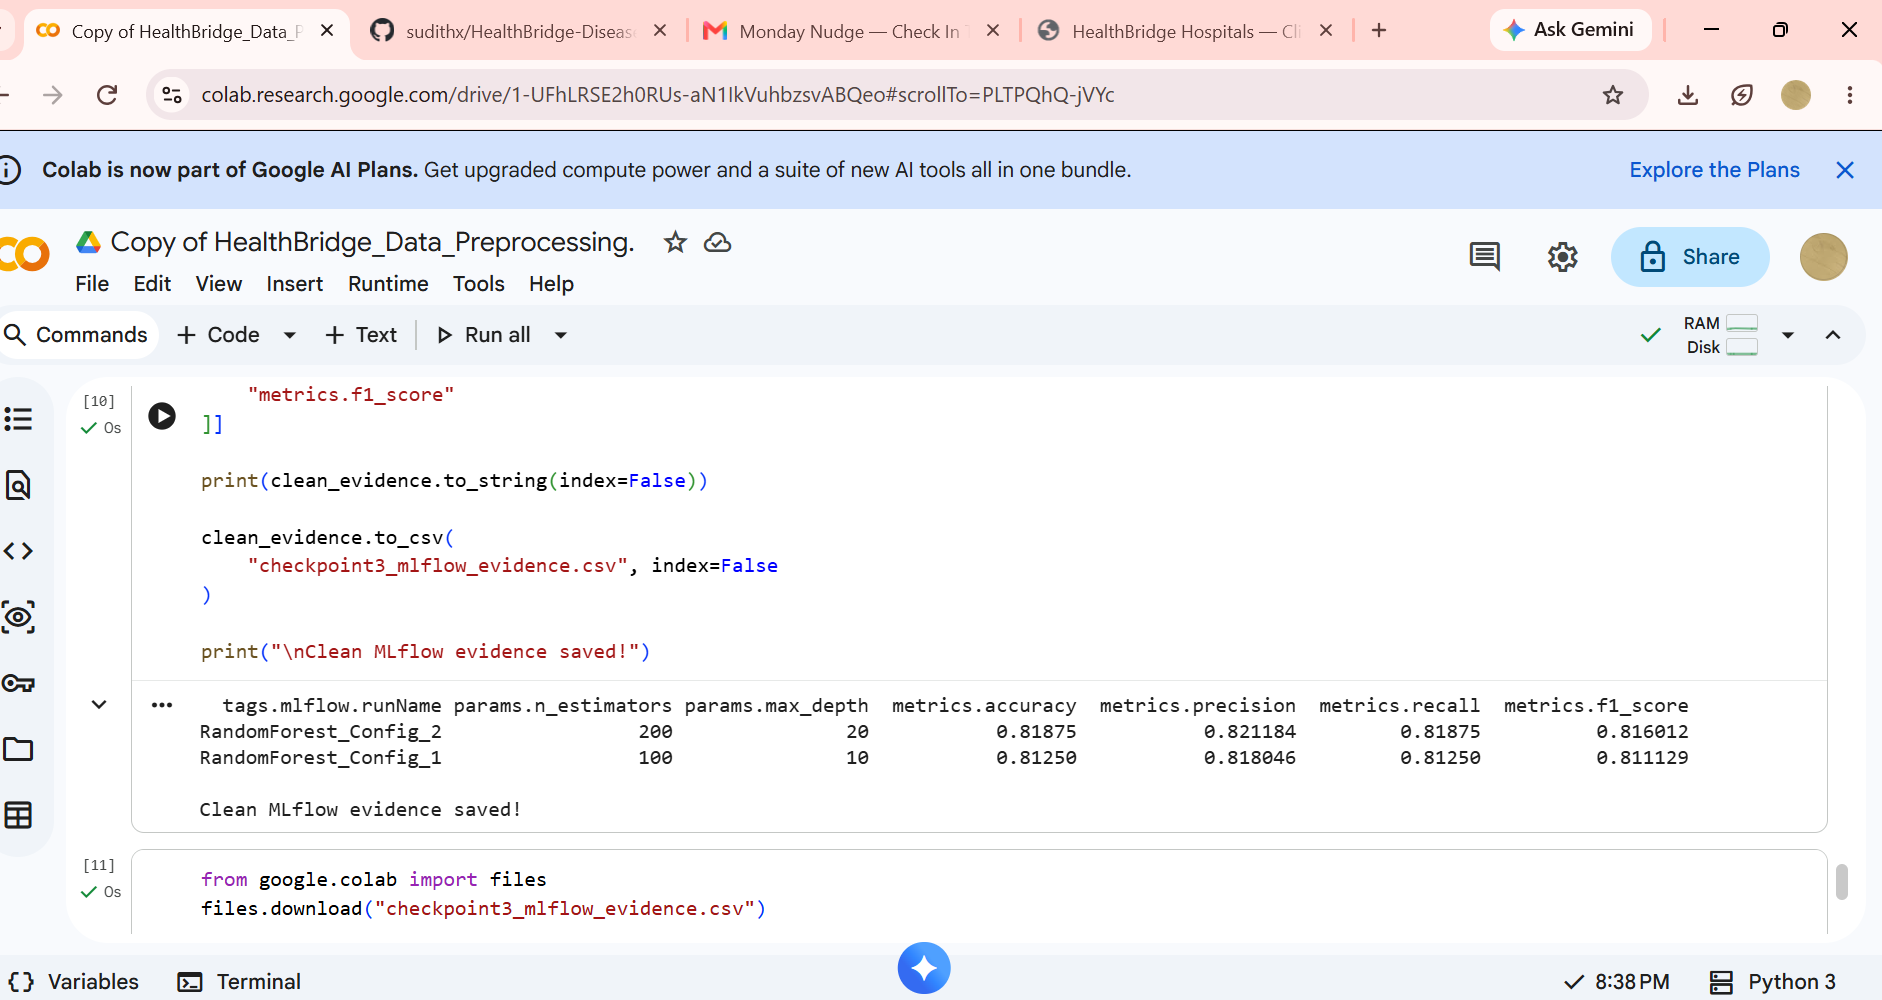 Copy of HealthBridge_Data_P
sudithx/HealthBridge-Diseas
Monday Nudge — Check In
HealthBridge Hospitals — Cli
Ask Gemini
colab.research.google.com/drive/1-UFhLRSE2h0RUs-aN1IkVuhbzsvABQeo#scrollTo=PLTPQhQ-jVYc
Colab is now part of Google AI Plans. Get upgraded compute power and a suite of new AI tools all in one bundle.
Explore the Plans
Copy of HealthBridge_Data_Preprocessing.
File Edit View Insert Runtime Tools Help
Share
Commands + Code + Text Run all
RAM
Disk
[10]
0s
"metrics.f1_score"
]]
print(clean_evidence.to_string(index=False))
clean_evidence.to_csv(
"checkpoint3_mlflow_evidence.csv", index=False
)
print("\nClean MLflow evidence saved!")
tags.mlflow.runName params.n_estimators params.max_depth metrics.accuracy metrics.precision metrics.recall metrics.f1_score
RandomForest_Config_2 200 20 0.81875 0.821184 0.81875 0.816012
RandomForest_Config_1 100 10 0.81250 0.818046 0.81250 0.811129
Clean MLflow evidence saved!
[11]
0s
from google.colab import files
files.download("checkpoint3_mlflow_evidence.csv")
Variables Terminal
8:38 PM Python 3